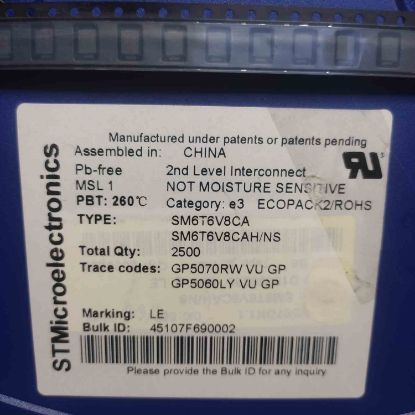 STMicroelectronics
Manufactured under patents or patents pending
Assembled in: CHINA
Pb-free 2nd Level Interconnect
MSL 1 NOT MOISTURE SENSITIVE
PBT: 260℃ Category: e3 ECOPACK2/ROHS
TYPE: SM6T6V8CA
SM6T6V8CAH/NS
Total Qty: 2500
Trace codes: GP5070RW VU GP
GP5060LY VU GP
Marking: LE
Bulk ID: 45107F690002
Please provide the Bulk ID for any inquiry